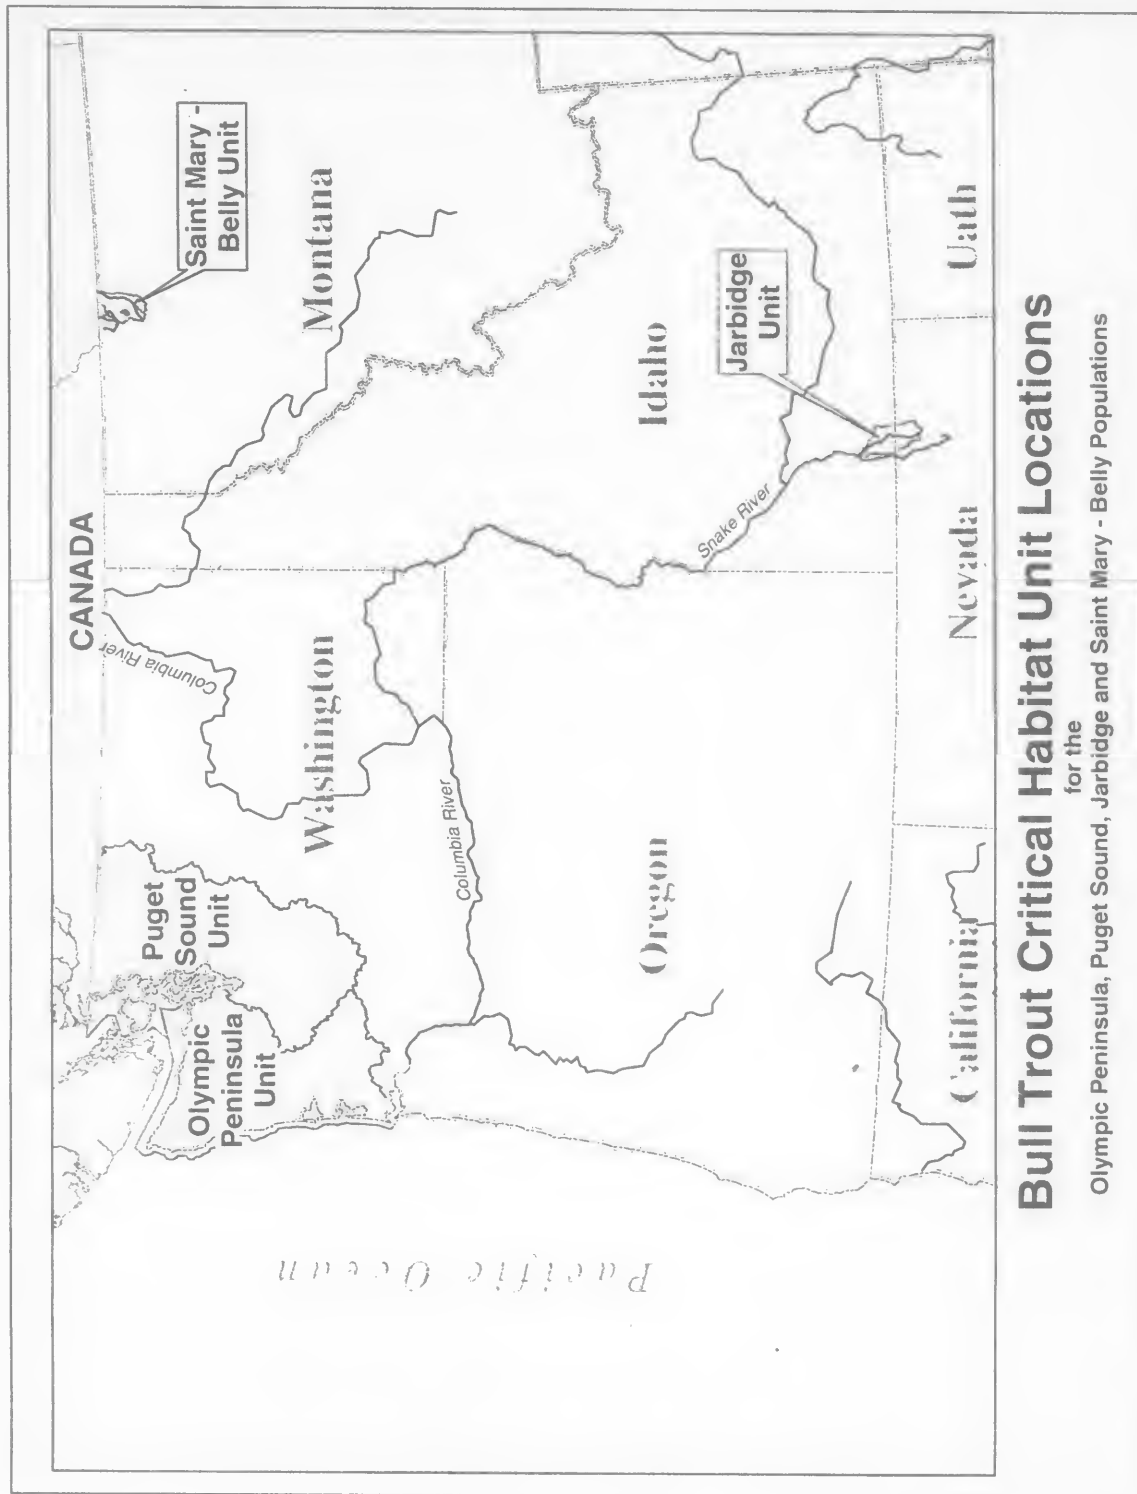 CANADA
Saint Mary -
Belly Unit
Puget
Sound
Unit
Columbia River
Olympic
Peninsula
Unit
Washington
Montana
Columbia River
Pacific Ocean
Oregon
Idaho
Snake River
Jarbidge
Unit
California
Nevada
Uath
Bull Trout Critical Habitat Unit Locations
for the
Olympic Peninsula, Puget Sound, Jarbidge and Saint Mary - Belly Populations